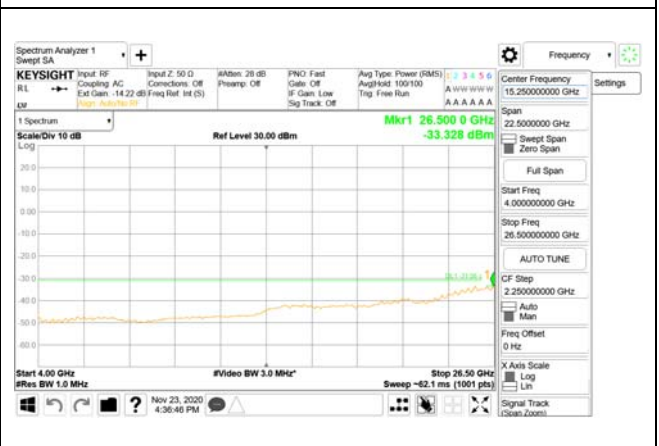 Spectrum Analyzer 1
Swept SA
Frequency
KEYSIGHT
Input: RF
Input Z: 50 Ω
#Atten: 28 dB
PNO: Fast
Avg Type: Power (RMS)
1 2 3 4 5 6
RL
Coupling: AC
Corrections: Off
Preamp: Off
Gate: Off
Avg|Hold: 100/100
A W W W W W
Ext Gain: -14.22 dB
Freq Ref: Int (S)
IF Gain: Low
Trig: Free Run
Align: Auto/No RF
Sig Track: Off
A A A A A A
1 Spectrum
Mkr1 26.500 0 GHz
Scale/Div 10 dB
Ref Level 30.00 dBm
-33.328 dBm
Log
20.0
10.0
0.00
-10.0
-20.0
-30.0
-40.0
-50.0
-60.0
1
Start 4.00 GHz
#Video BW 3.0 MHz*
Stop 26.50 GHz
#Res BW 1.0 MHz
Sweep ~62.1 ms (1001 pts)
Nov 23, 2020
4:36:46 PM
?
Center Frequency
15.250000000 GHz
Settings
Span
22.5000000 GHz
Swept Span
Zero Span
Full Span
Start Freq
4.000000000 GHz
Stop Freq
26.500000000 GHz
AUTO TUNE
CF Step
2.250000000 GHz
Auto
Man
Freq Offset
0 Hz
X Axis Scale
Log
Lin
Signal Track
(Span Zoom)